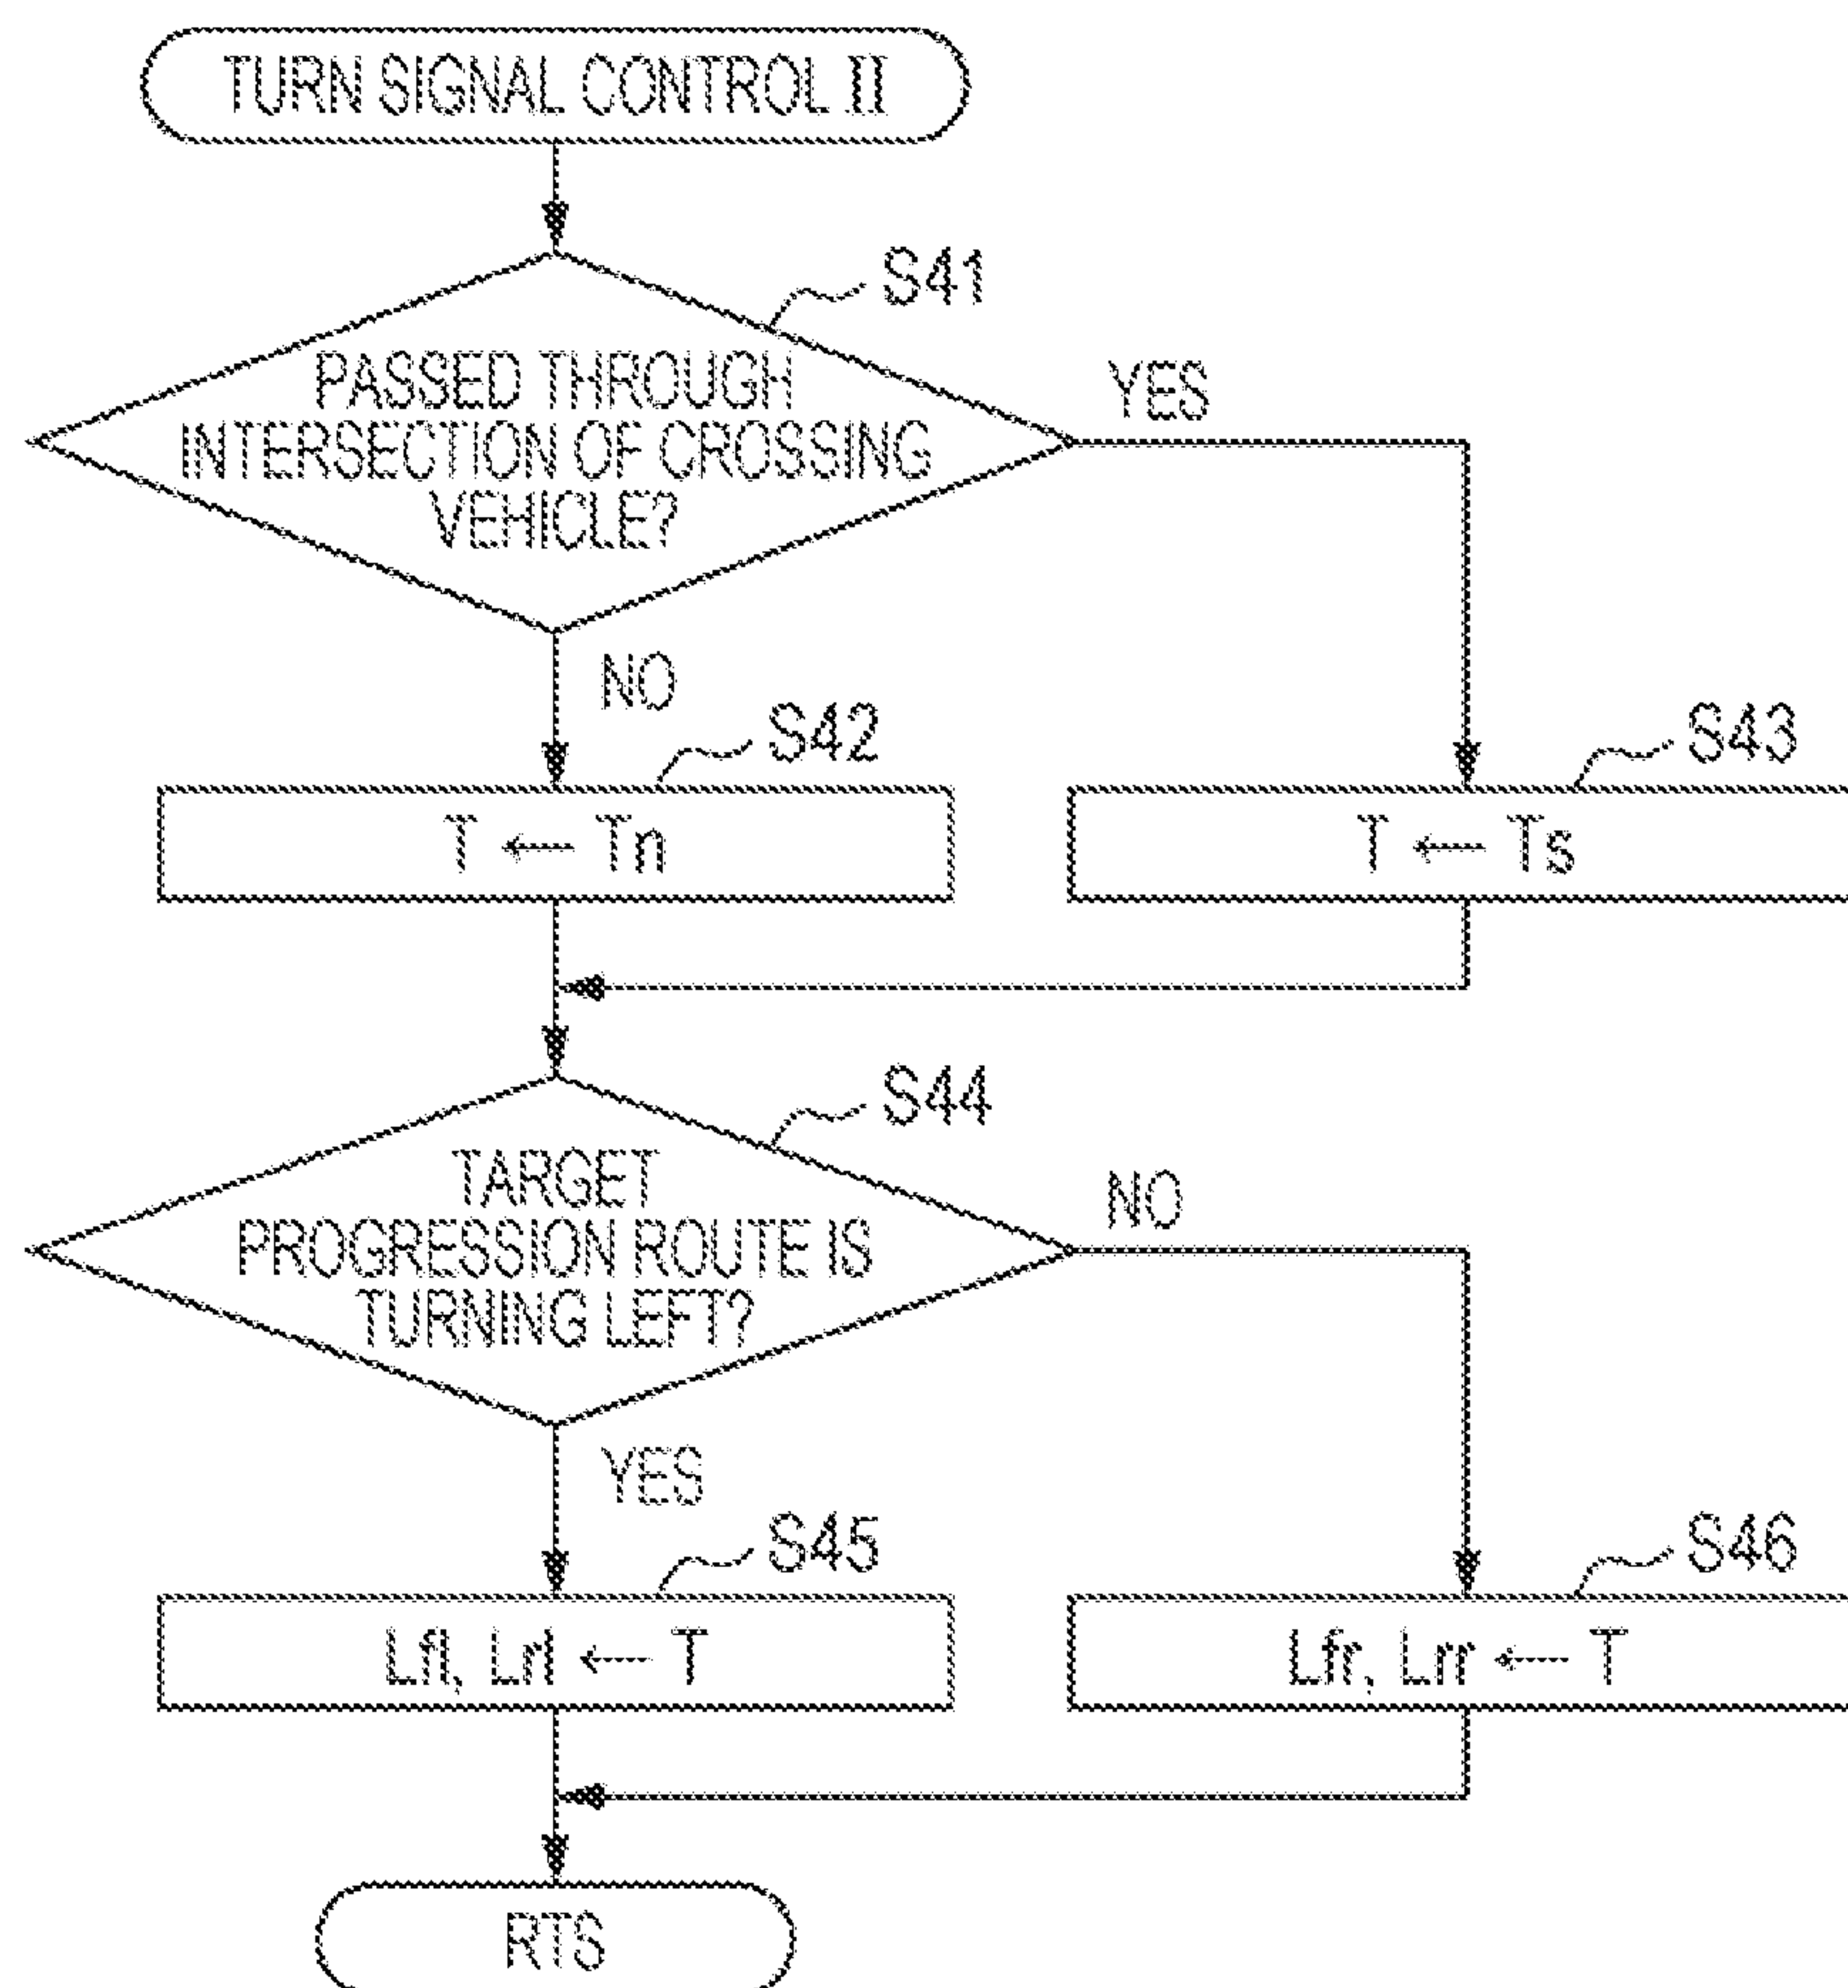 TURN SIGNAL CONTROL II
S41
PASSED THROUGH
INTERSECTION OF CROSSING
VEHICLE?
YES
NO
S42
S43
T ← Tn
T ← Ts
S44
TARGET
PROGRESSION ROUTE IS
TURNING LEFT?
NO
YES
S45
S46
Lfl, Lrl ← T
Lfr, Lrr ← T
RTS